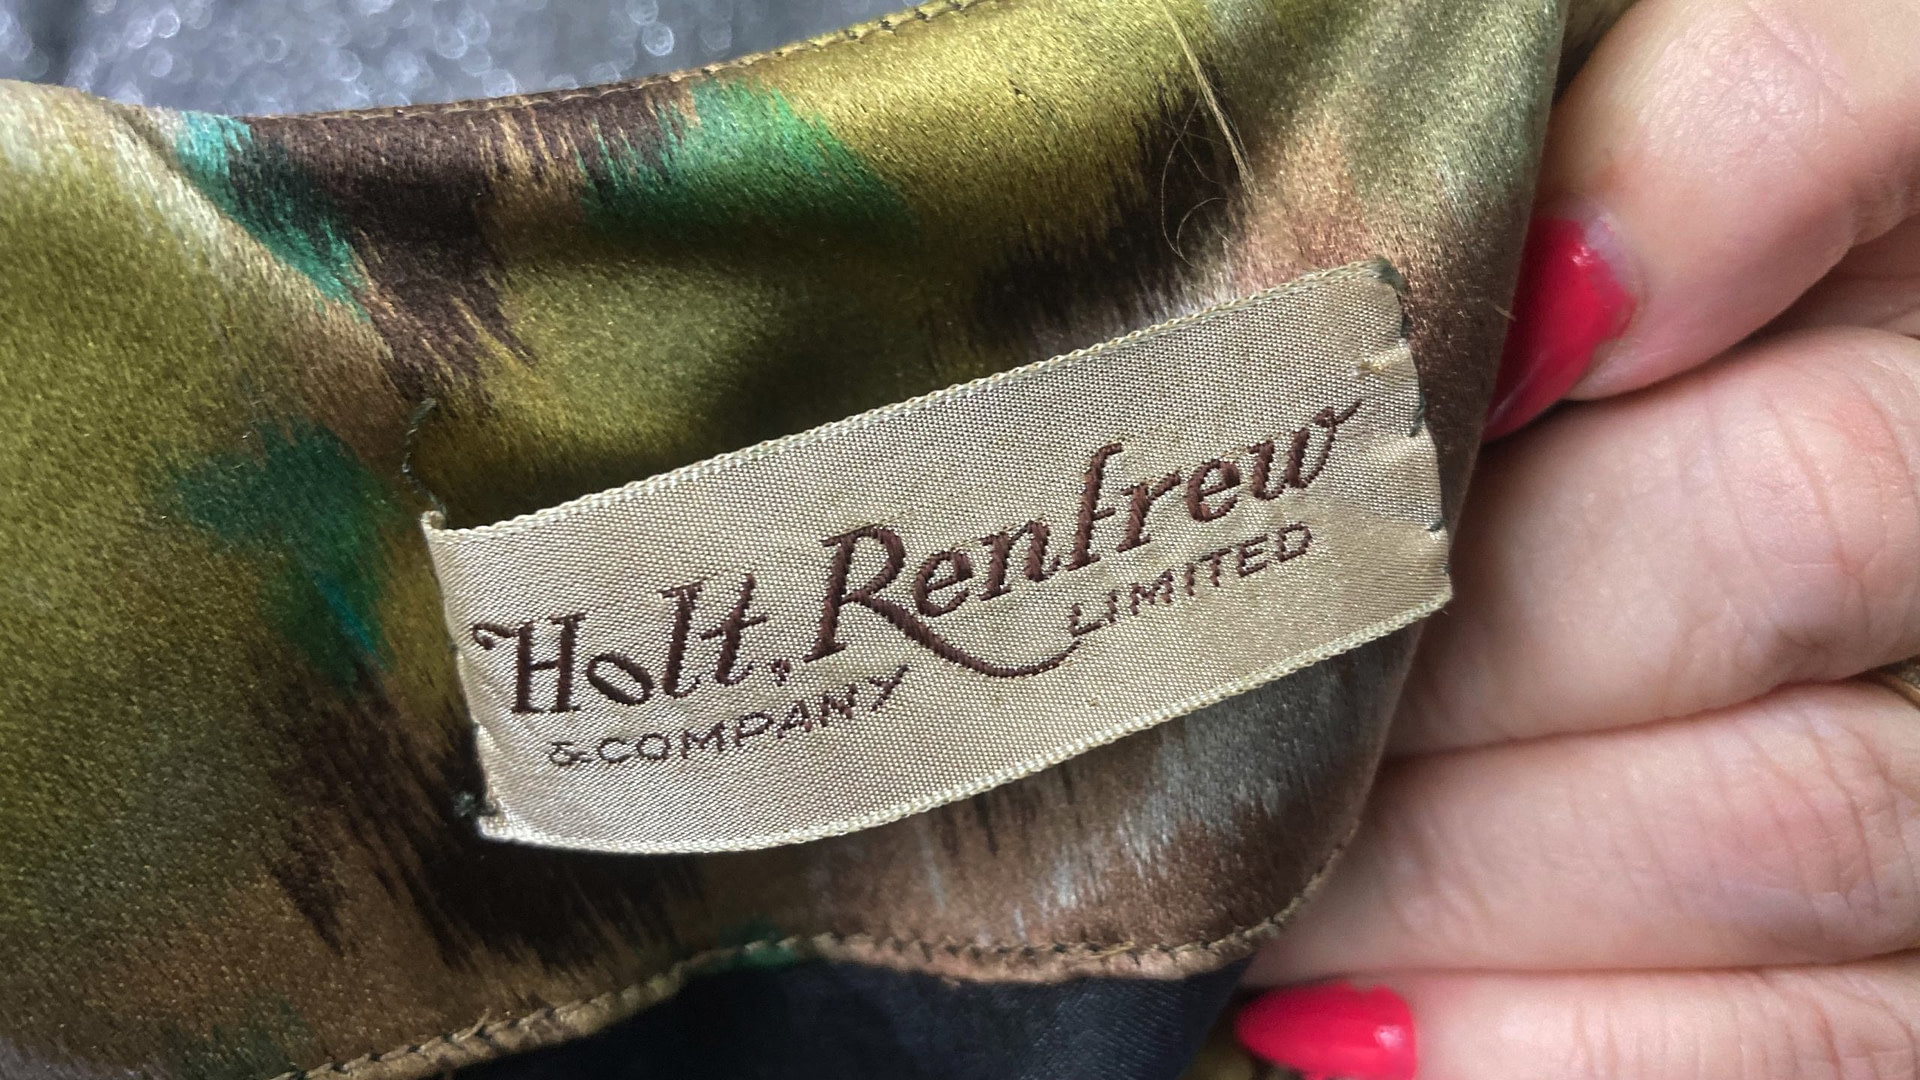 Holt, Renfrew
& COMPANY LIMITED